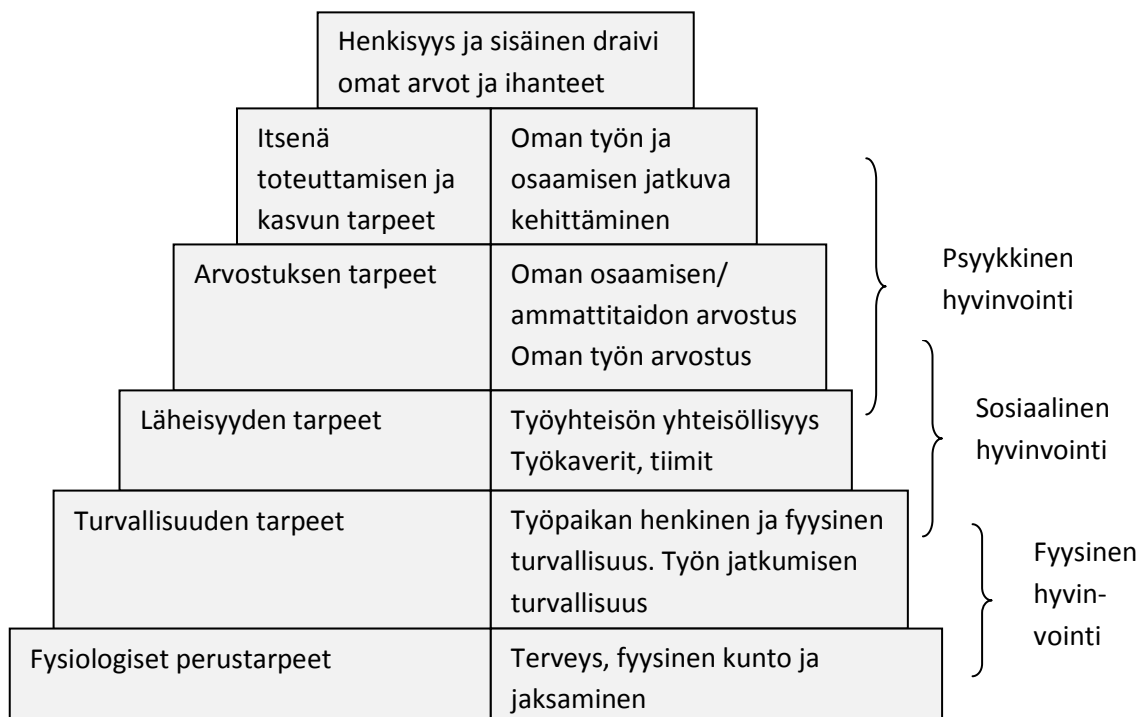 Henkisyys ja sisäinen draivi
omat arvot ja ihanteet
Itsenä
toteuttamisen ja
kasvun tarpeet
Oman työn ja
osaamisen jatkuva
kehittäminen
Arvostuksen tarpeet
Oman osaamisen/
ammattitaidon arvostus
Oman työn arvostus
Psyykkinen
hyvinvointi
Läheisyyden tarpeet
Työyhteisön yhteisöllisyys
Työkaverit, tiimit
Sosiaalinen
hyvinvointi
Turvallisuuden tarpeet
Työpaikan henkinen ja fyysinen
turvallisuus. Työn jatkumisen
turvallisuus
Fyysinen
hyvin-
vointi
Fysiologiset perustarpeet
Terveys, fyysinen kunto ja
jaksaminen